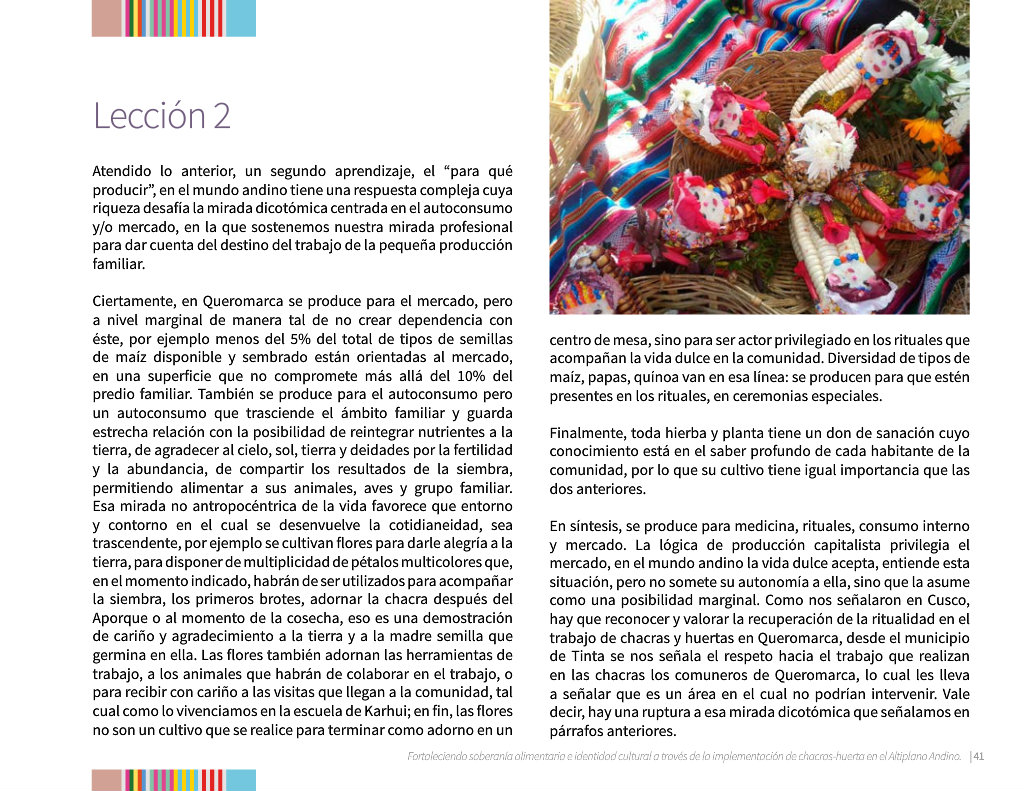 Lección 2
Atendido lo anterior, un segundo aprendizaje, el “para qué
producir”, en el mundo andino tiene una respuesta compleja cuya
riqueza desafía la mirada dicotómica centrada en el autoconsumo
y/o mercado, en la que sostenemos nuestra mirada profesional
para dar cuenta del destino del trabajo de la pequeña producción
familiar.
Ciertamente, en Queromarca se produce para el mercado, pero
a nivel marginal de manera tal de no crear dependencia con
éste, por ejemplo menos del 5% del total de tipos de semillas
de maíz disponible y sembrado están orientadas al mercado,
en una superficie que no compromete más allá del 10% del
predio familiar. También se produce para el autoconsumo pero
un autoconsumo que trasciende el ámbito familiar y guarda
estrecha relación con la posibilidad de reintegrar nutrientes a la
tierra, de agradecer al cielo, sol, tierra y deidades por la fertilidad
y la abundancia, de compartir los resultados de la siembra,
permitiendo alimentar a sus animales, aves y grupo familiar.
Esa mirada no antropocéntrica de la vida favorece que entorno
y contorno en el cual se desenvuelve la cotidianeidad, sea
trascendente, por ejemplo se cultivan flores para darle alegría a la
tierra, para disponer de multiplicidad de pétalos multicolores que,
en el momento indicado, habrán de ser utilizados para acompañar
la siembra, los primeros brotes, adornar la chacra después del
Aporque o al momento de la cosecha, eso es una demostración
de cariño y agradecimiento a la tierra y a la madre semilla que
germina en ella. Las flores también adornan las herramientas de
trabajo, a los animales que habrán de colaborar en el trabajo, o
para recibir con cariño a las visitas que llegan a la comunidad, tal
cual como lo vivenciamos en la escuela de Karhui; en fin, las flores
no son un cultivo que se realice para terminar como adorno en un
centro de mesa, sino para ser actor privilegiado en los rituales que
acompañan la vida dulce en la comunidad. Diversidad de tipos de
maíz, papas, quínoa van en esa línea: se producen para que estén
presentes en los rituales, en ceremonias especiales.
Finalmente, toda hierba y planta tiene un don de sanación cuyo
conocimiento está en el saber profundo de cada habitante de la
comunidad, por lo que su cultivo tiene igual importancia que las
dos anteriores.
En síntesis, se produce para medicina, rituales, consumo interno
y mercado. La lógica de producción capitalista privilegia el
mercado, en el mundo andino la vida dulce acepta, entiende esta
situación, pero no somete su autonomía a ella, sino que la asume
como una posibilidad marginal. Como nos señalaron en Cusco,
hay que reconocer y valorar la recuperación de la ritualidad en el
trabajo de chacras y huertas en Queromarca, desde el municipio
de Tinta se nos señala el respeto hacia el trabajo que realizan
en las chacras los comuneros de Queromarca, lo cual les lleva
a señalar que es un área en el cual no podrían intervenir. Vale
decir, hay una ruptura a esa mirada dicotómica que señalamos en
párrafos anteriores.
Fortaleciendo soberanía alimentaria e identidad cultural a través de la implementación de chacras-huerta en el Altiplano Andino. | 41